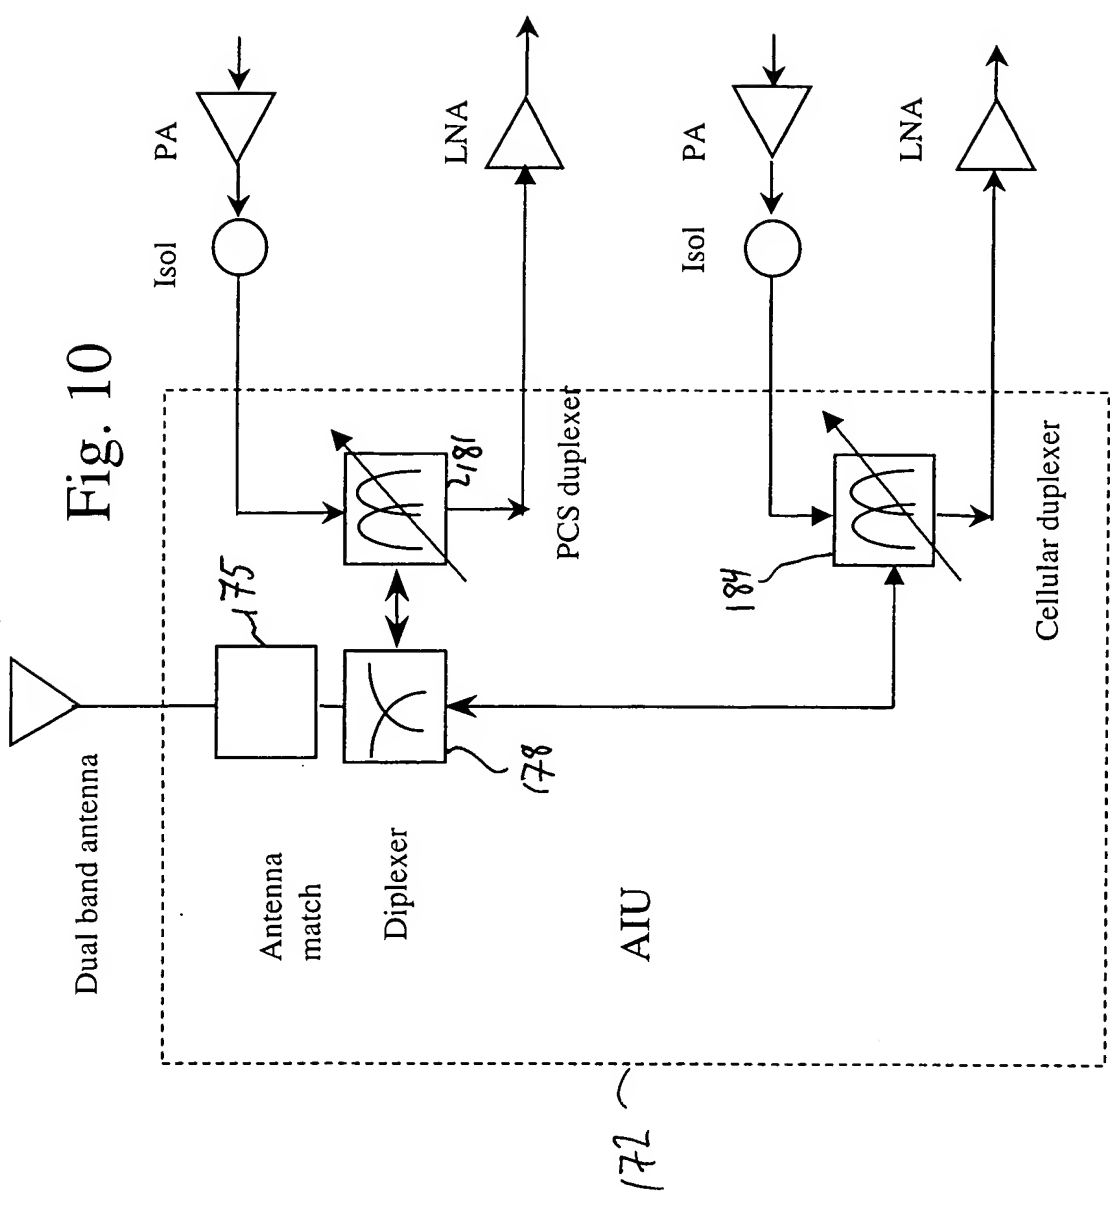 Fig. 10
Dual band antenna
Isol
PA
175
Antenna
match
Diplexer
LNA
181
178
PCS duplexer
172
AIU
Isol
PA
184
LNA
Cellular duplexer